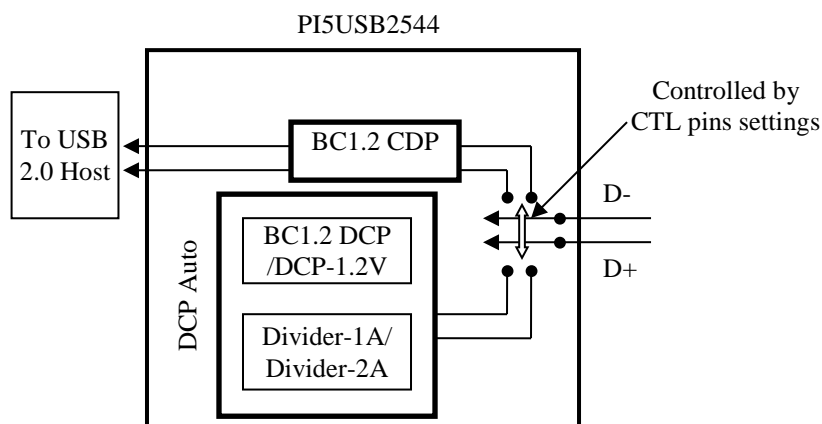 PI5USB2544
Controlled by
CTL pins settings
To USB
2.0 Host
BC1.2 CDP
D-
D+
DCP Auto
BC1.2 DCP
/DCP-1.2V
Divider-1A/
Divider-2A